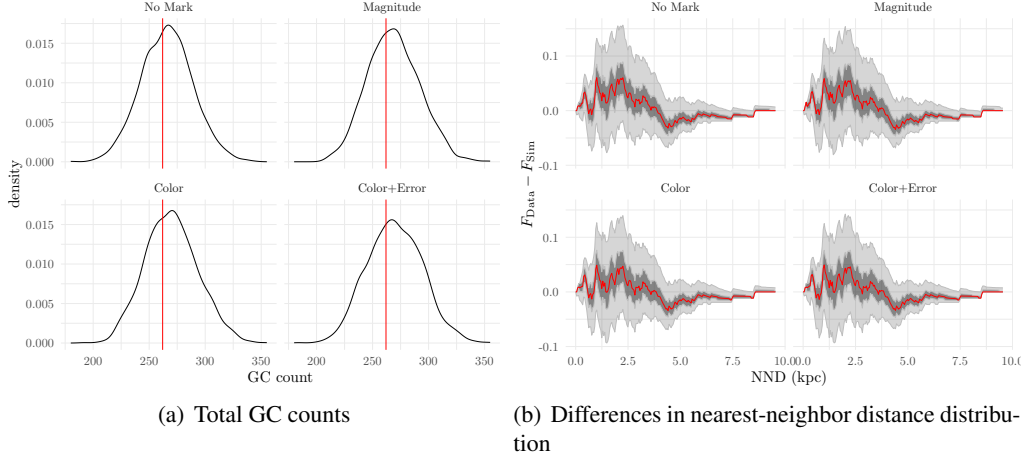 No Mark
Magnitude
0.015
0.010
0.005
0.000
Color
Color+Error
0.015
0.010
0.005
0.000
200
250
300
350
200
250
300
350
density
GC count
(a) Total GC counts
No Mark
Magnitude
0.1
0.0
-0.1
Color
Color+Error
0.1
0.0
-0.1
0.0
2.5
5.0
7.5
10.0
0.0
2.5
5.0
7.5
10.0
F_Data − F_Sim
NND (kpc)
(b) Differences in nearest-neighbor distance distribu-
tion